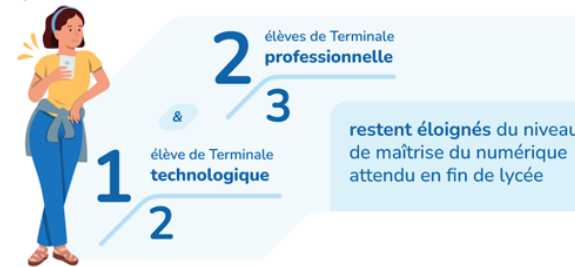 2
élèves de Terminale
professionnelle
3
&
1
élève de Terminale
technologique
2
restent éloignés du niveau
de maîtrise du numérique
attendu en fin de lycée